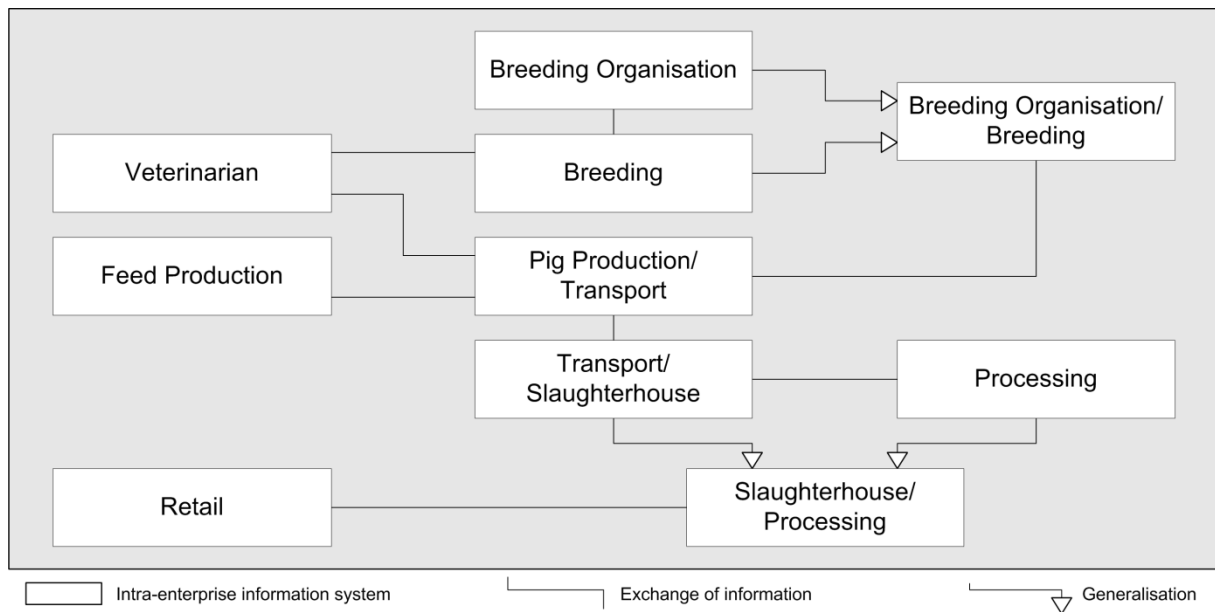 Breeding Organisation
Breeding Organisation/
Breeding
Veterinarian
Breeding
Feed Production
Pig Production/
Transport
Transport/
Slaughterhouse
Processing
Retail
Slaughterhouse/
Processing
Intra-enterprise information system
Exchange of information
Generalisation